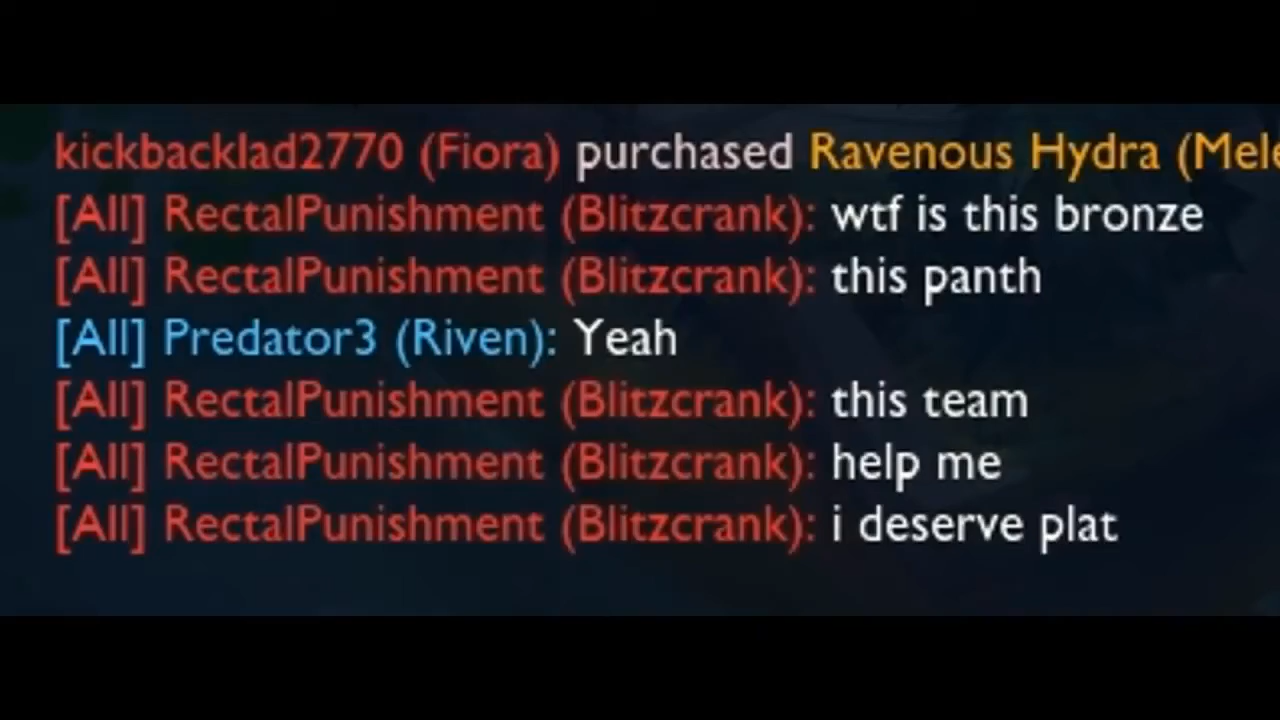 kickbacklad2770 (Fiora) purchased Ravenous Hydra (Mele
[All] RectalPunishment (Blitzcrank): wtf is this bronze
[All] RectalPunishment (Blitzcrank): this panth
[All] Predator3 (Riven): Yeah
[All] RectalPunishment (Blitzcrank): this team
[All] RectalPunishment (Blitzcrank): help me
[All] RectalPunishment (Blitzcrank): i deserve plat